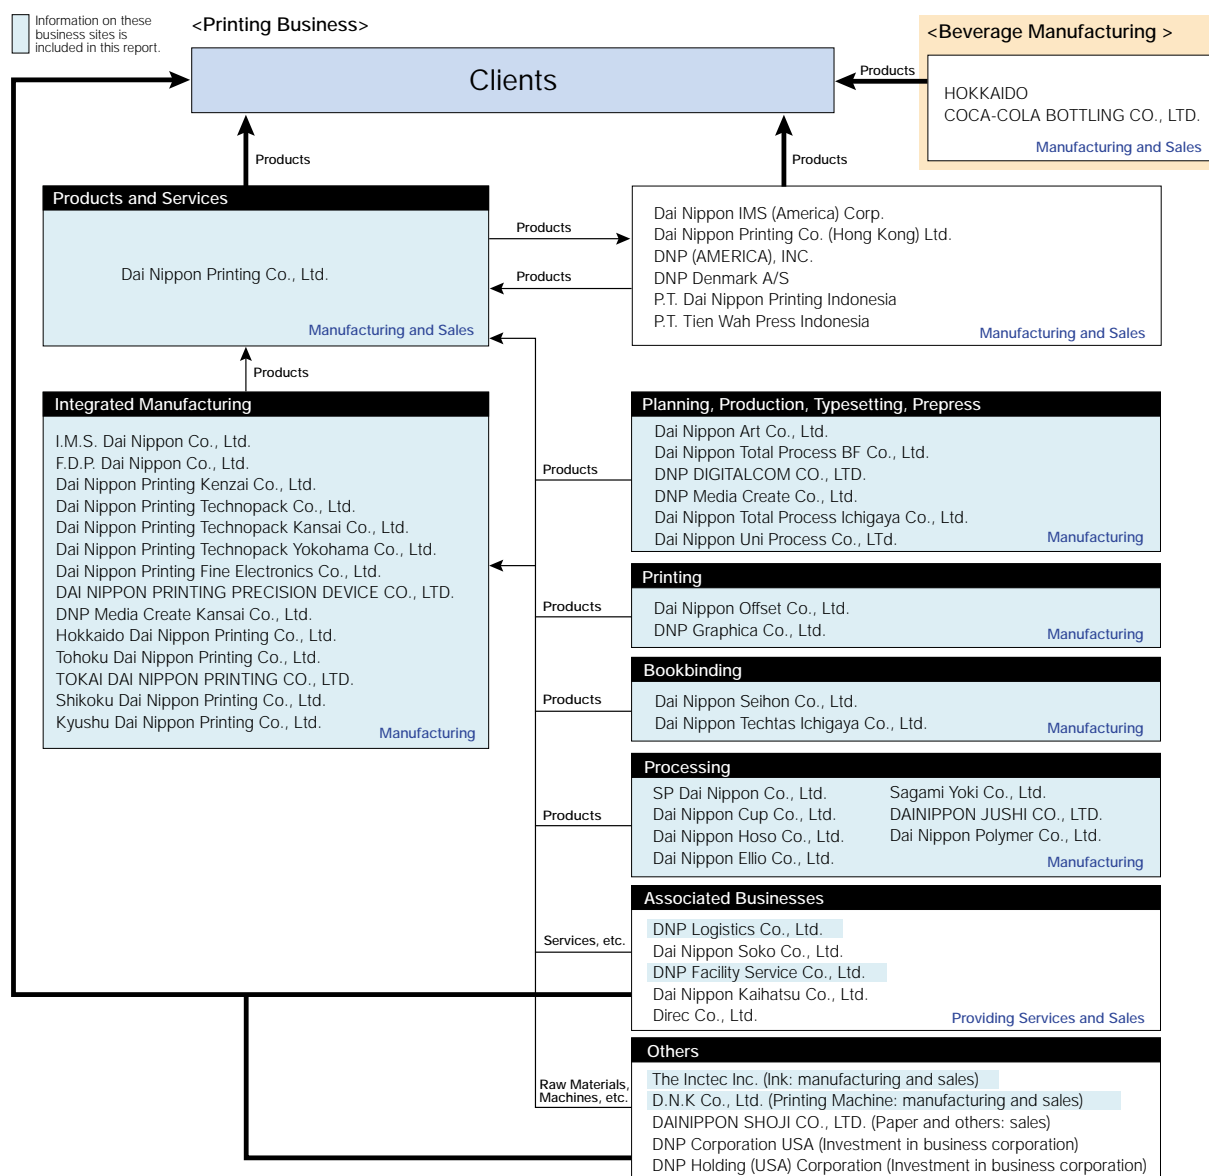 Information on these
business sites is
included in this report.
<Printing Business>
<Beverage Manufacturing >
Clients
Products
HOKKAIDO
COCA-COLA BOTTLING CO., LTD.
Manufacturing and Sales
Products
Products
Products and Services
Dai Nippon Printing Co., Ltd.
Manufacturing and Sales
Products
Products
Dai Nippon IMS (America) Corp.
Dai Nippon Printing Co. (Hong Kong) Ltd.
DNP (AMERICA), INC.
DNP Denmark A/S
P.T. Dai Nippon Printing Indonesia
P.T. Tien Wah Press Indonesia
Manufacturing and Sales
Products
Integrated Manufacturing
I.M.S. Dai Nippon Co., Ltd.
F.D.P. Dai Nippon Co., Ltd.
Dai Nippon Printing Kenzai Co., Ltd.
Dai Nippon Printing Technopack Co., Ltd.
Dai Nippon Printing Technopack Kansai Co., Ltd.
Dai Nippon Printing Technopack Yokohama Co., Ltd.
Dai Nippon Printing Fine Electronics Co., Ltd.
DAI NIPPON PRINTING PRECISION DEVICE CO., LTD.
DNP Media Create Kansai Co., Ltd.
Hokkaido Dai Nippon Printing Co., Ltd.
Tohoku Dai Nippon Printing Co., Ltd.
TOKAI DAI NIPPON PRINTING CO., LTD.
Shikoku Dai Nippon Printing Co., Ltd.
Kyushu Dai Nippon Printing Co., Ltd.
Manufacturing
Products
Planning, Production, Typesetting, Prepress
Dai Nippon Art Co., Ltd.
Dai Nippon Total Process BF Co., Ltd.
DNP DIGITALCOM CO., LTD.
DNP Media Create Co., Ltd.
Dai Nippon Total Process Ichigaya Co., Ltd.
Dai Nippon Uni Process Co., LTd.
Manufacturing
Products
Printing
Dai Nippon Offset Co., Ltd.
DNP Graphica Co., Ltd.
Manufacturing
Products
Bookbinding
Dai Nippon Seihon Co., Ltd.
Dai Nippon Techtas Ichigaya Co., Ltd.
Manufacturing
Products
Processing
SP Dai Nippon Co., Ltd.
Dai Nippon Cup Co., Ltd.
Dai Nippon Hoso Co., Ltd.
Dai Nippon Ellio Co., Ltd.
Sagami Yoki Co., Ltd.
DAINIPPON JUSHI CO., LTD.
Dai Nippon Polymer Co., Ltd.
Manufacturing
Services, etc.
Associated Businesses
DNP Logistics Co., Ltd.
Dai Nippon Soko Co., Ltd.
DNP Facility Service Co., Ltd.
Dai Nippon Kaihatsu Co., Ltd.
Direc Co., Ltd.
Providing Services and Sales
Raw Materials,
Machines, etc.
Others
The Inctec Inc. (Ink: manufacturing and sales)
D.N.K Co., Ltd. (Printing Machine: manufacturing and sales)
DAINIPPON SHOJI CO., LTD. (Paper and others: sales)
DNP Corporation USA (Investment in business corporation)
DNP Holding (USA) Corporation (Investment in business corporation)